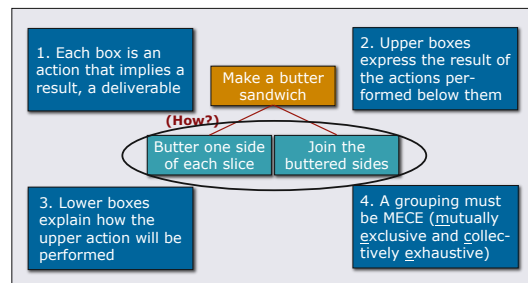 1. Each box is an
action that implies a
result, a deliverable
2. Upper boxes
express the result of
the actions per-
formed below them
Make a butter
sandwich
(How?)
Butter one side
of each slice
Join the
buttered sides
3. Lower boxes
explain how the
upper action will be
performed
4. A grouping must
be MECE (mutually
exclusive and collec-
tively exhaustive)